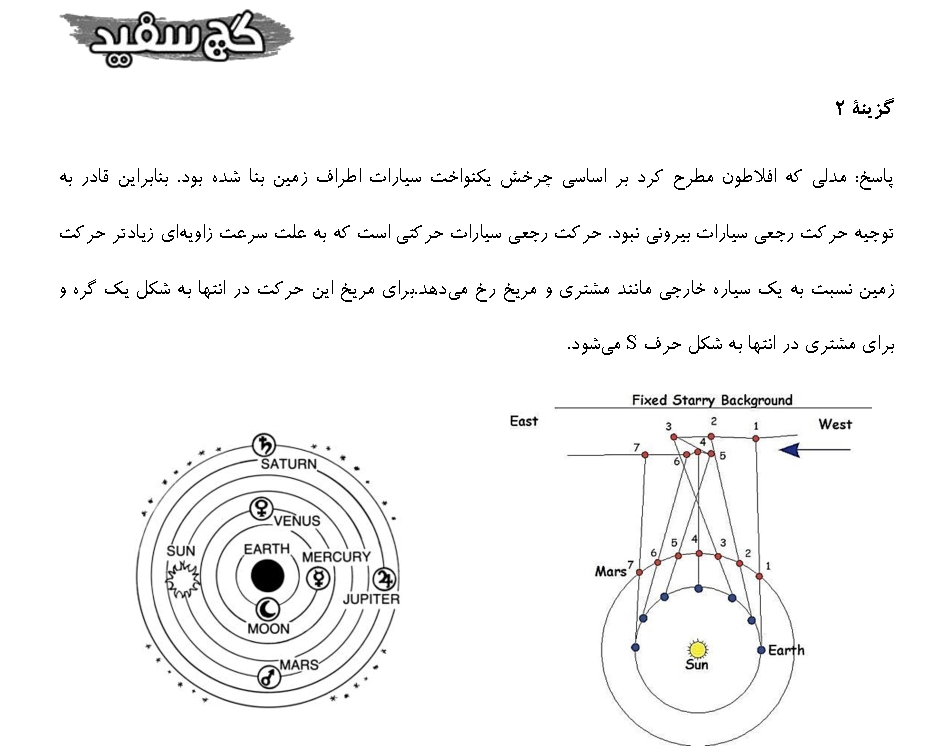 گچ سفید
گزینۀ ۲
پاسخ: مدلی که افلاطون مطرح کرد بر اساسی چرخش یکنواخت سیارات اطراف زمین بنا شده بود. بنابراین قادر به
توجیه حرکت رجعی سیارات بیرونی نبود. حرکت رجعی سیارات حرکتی است که به علت سرعت زاویه‌ای زیادتر حرکت
زمین نسبت به یک سیاره خارجی مانند مشتری و مریخ رخ می‌دهد.برای مریخ این حرکت در انتها به شکل یک گره و
برای مشتری در انتها به شکل حرف S می‌شود.
SATURN
VENUS
SUN
EARTH
MERCURY
JUPITER
MOON
MARS
Fixed Starry Background
East
West
3
2
1
7
4
6
5
Mars
7
6
5
4
3
2
1
Earth
Sun